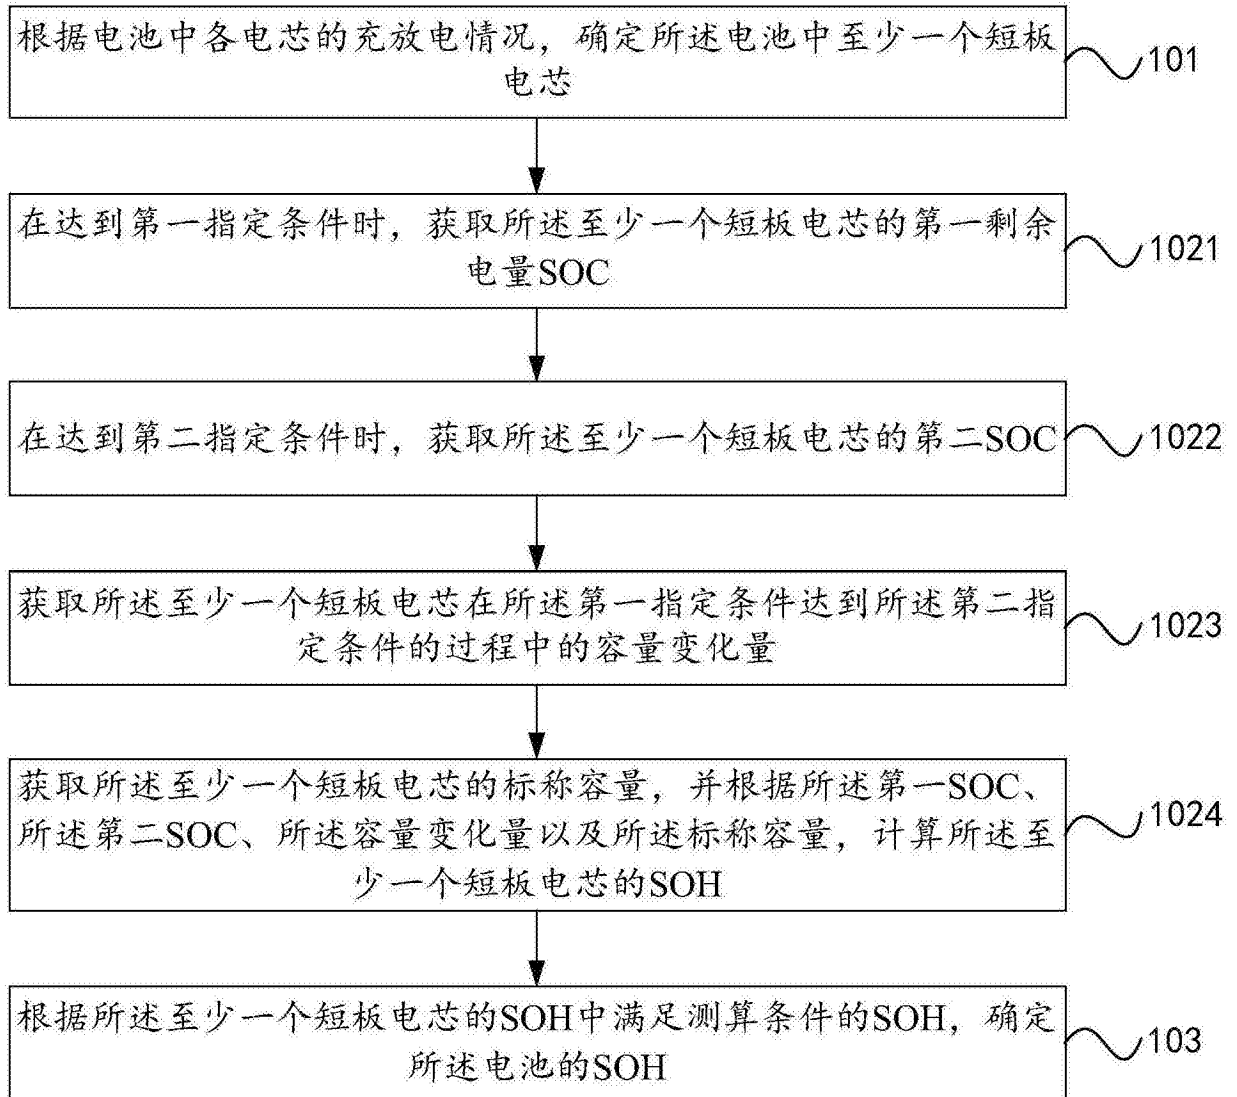 根据电池中各电芯的充放电情况，确定所述电池中至少一个短板
电芯
101
在达到第一指定条件时，获取所述至少一个短板电芯的第一剩余
电量SOC
1021
在达到第二指定条件时，获取所述至少一个短板电芯的第二SOC
1022
获取所述至少一个短板电芯在所述第一指定条件达到所述第二指
定条件的过程中的容量变化量
1023
获取所述至少一个短板电芯的标称容量，并根据所述第一SOC、
所述第二SOC、所述容量变化量以及所述标称容量，计算所述至
少一个短板电芯的SOH
1024
根据所述至少一个短板电芯的SOH中满足测算条件的SOH，确定
所述电池的SOH
103